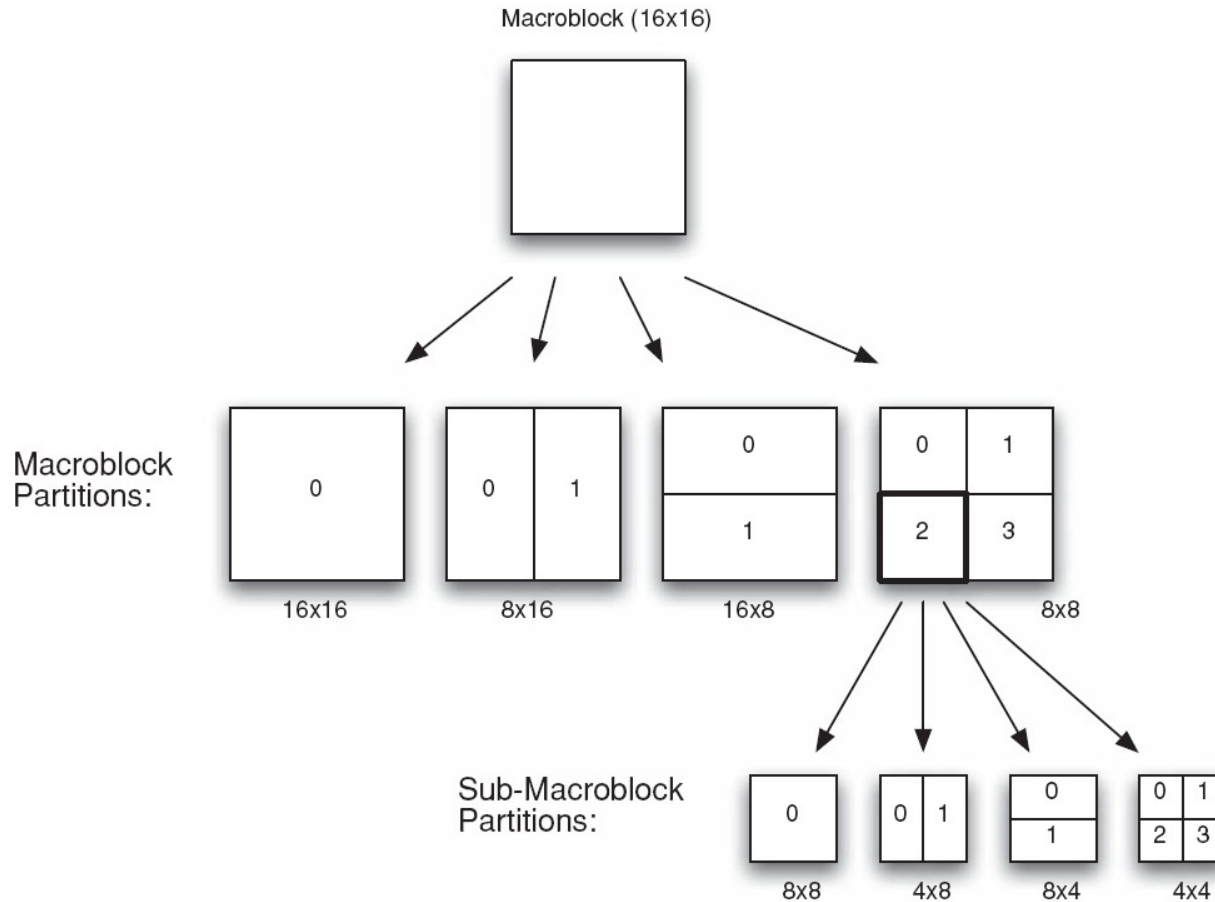 Macroblock (16x16)
0
0 1
0
1
0 1
2 3
Macroblock
Partitions:
16x16 8x16 16x8 8x8
Sub-Macroblock
Partitions:
0
0 1
0
1
0 1
2 3
8x8 4x8 8x4 4x4